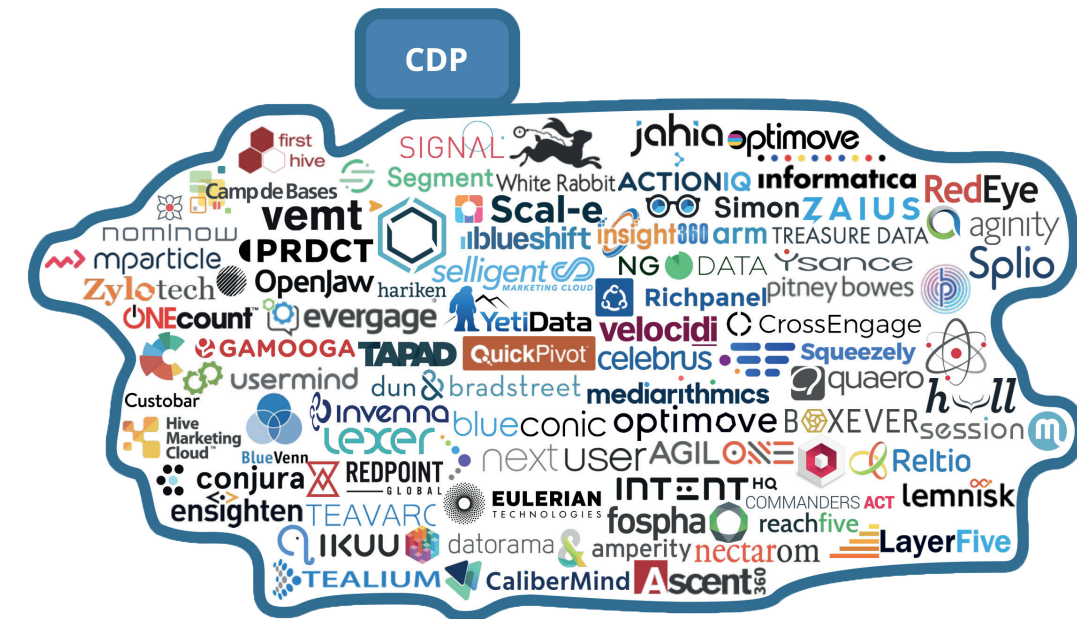 CDP
first
hive
SIGNAL
jahia
optimove
Camp de Bases
Segment
White Rabbit
ACTIONIQ
informatica
RedEye
nominow
vemt
Scal-e
Simon
ZAIUS
aginity
PRDCT
blueshift
insight360
arm
TREASURE DATA
mparticle
OpenJaw
selligent
MARKETING CLOUD
NG DATA
Ysance
Splio
Zylotech
hariken
Richpanel
pitney bowes
ONEcount
evergage
YetiData
velocidi
CrossEngage
GAMOOGA
TAPAD
QuickPivot
celebrus
Squeezely
usermind
dun & bradstreet
mediarithmics
quaero
hull
Custobar
invenna
blueconic
optimove
BOXEVER
session m
Hive
Marketing
Cloud
BlueVenn
lexer
nextuser
AGILONE
Reltio
conjura
REDPOINT
GLOBAL
EULERIAN
TECHNOLOGIES
INTENT HQ
COMMANDERS ACT
lemnisk
ensighten
TEAVARO
fospha
reachfive
IKUU
datorama
& amperity
nectarom
LayerFive
TEALIUM
CaliberMind
Ascent360